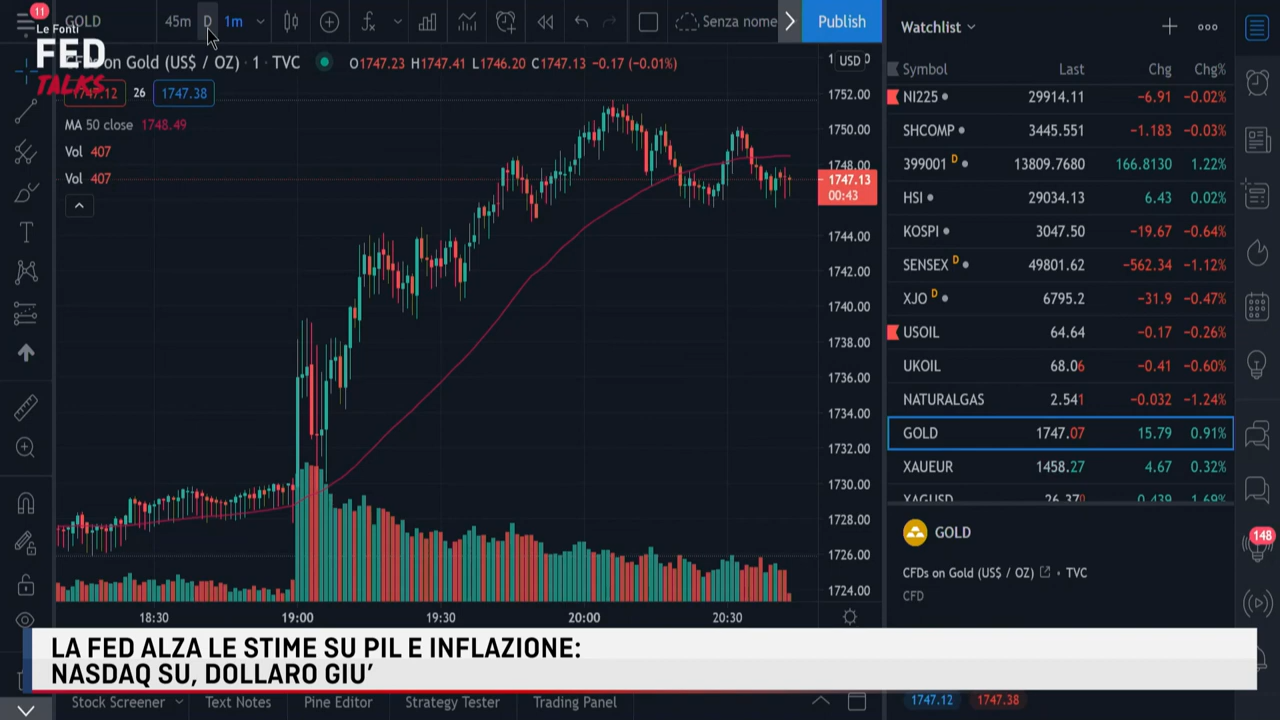 11
GOLD
45m
D
1m
Senza nome
Publish
Le Fonti
FED
TALKS
on Gold (US$ / OZ) · 1 · TVC
O1747.23 H1747.41 L1746.20 C1747.13 −0.17 (−0.01%)
1747.12 26 1747.38
MA 50 close 1748.49
Vol 407
Vol 407
USD
1752.00
1750.00
1748.00
1747.13
00:43
1744.00
1742.00
1740.00
1738.00
1736.00
1734.00
1732.00
1730.00
1728.00
1726.00
1724.00
18:30 19:00 19:30 20:00 20:30
Watchlist
Symbol Last Chg Chg%
NI225 29914.11 −6.91 −0.02%
SHCOMP 3445.551 −1.183 −0.03%
399001 D 13809.7680 166.8130 1.22%
HSI 29034.13 6.43 0.02%
KOSPI 3047.50 −19.67 −0.64%
SENSEX D 49801.62 −562.34 −1.12%
XJO D 6795.2 −31.9 −0.47%
USOIL 64.64 −0.17 −0.26%
UKOIL 68.06 −0.41 −0.60%
NATURALGAS 2.541 −0.032 −1.24%
GOLD 1747.07 15.79 0.91%
XAUEUR 1458.27 4.67 0.32%
XAGUSD 26.370 0.439 1.69%
GOLD
CFDs on Gold (US$ / OZ) · TVC
CFD
148
LA FED ALZA LE STIME SU PIL E INFLAZIONE:
NASDAQ SU, DOLLARO GIU’
Stock Screener Text Notes Pine Editor Strategy Tester Trading Panel
1747.12 1747.38